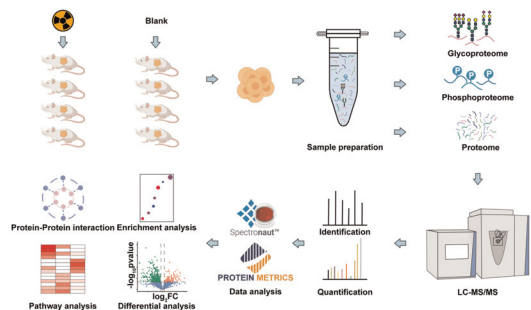 Blank
Glycoproteome
P P P
Phosphoproteome
Sample preparation
Proteome
Protein-Protein interaction
Enrichment analysis
Spectronaut™
Identification
-log₁₀pvalue
PROTEIN METRICS
log₂FC
Pathway analysis
Differential analysis
Data analysis
Quantification
LC-MS/MS